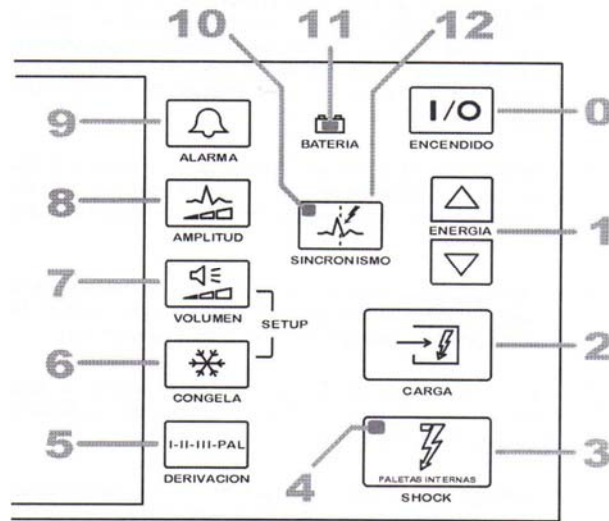 10 11 12
9 ALARMA
BATERIA
I/O
ENCENDIDO
0
8 AMPLITUD
SINCRONISMO
ENERGIA
1
7 VOLUMEN
SETUP
6 CONGELA
CARGA
2
5 I-II-III-PAL
DERIVACION
4
PALETAS INTERNAS
SHOCK
3